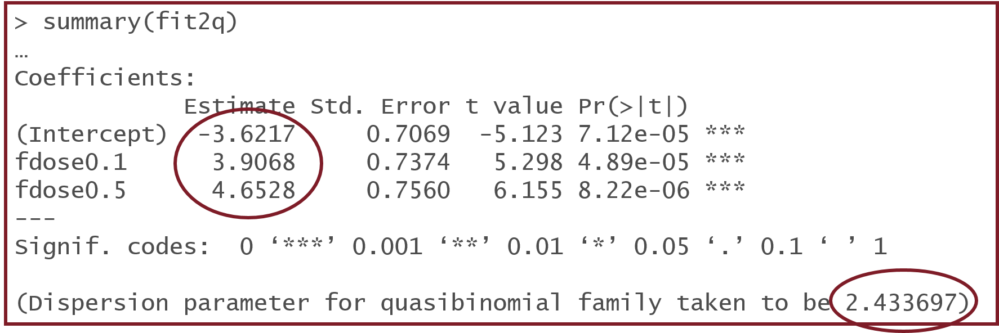 > summary(fit2q)
…
Coefficients:
            Estimate Std. Error t value Pr(>|t|)
(Intercept)  -3.6217     0.7069  -5.123 7.12e-05 ***
fdose0.1      3.9068     0.7374   5.298 4.89e-05 ***
fdose0.5      4.6528     0.7560   6.155 8.22e-06 ***
---
Signif. codes:  0 ‘***’ 0.001 ‘**’ 0.01 ‘*’ 0.05 ‘.’ 0.1 ‘ ’ 1
(Dispersion parameter for quasibinomial family taken to be 2.433697)